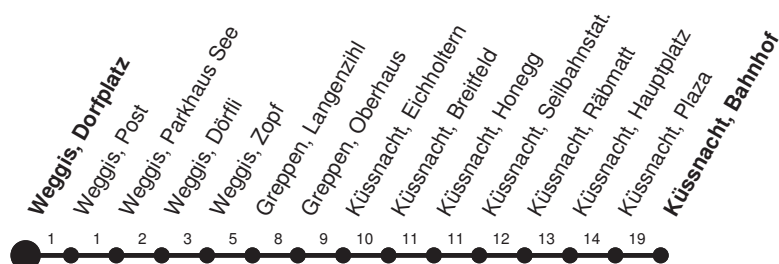 Weggis, Dorfplatz
Weggis, Post
Weggis, Parkhaus See
Weggis, Dörfli
Weggis, Zopf
Greppen, Langenzihl
Greppen, Oberhaus
Küssnacht, Eichholtern
Küssnacht, Breitfeld
Küssnacht, Honegg
Küssnacht, Seilbahnstat.
Küssnacht, Räbmatt
Küssnacht, Hauptplatz
Küssnacht, Plaza
Küssnacht, Bahnhof
1 1 2 3 5 8 9 10 11 11 12 13 14 19